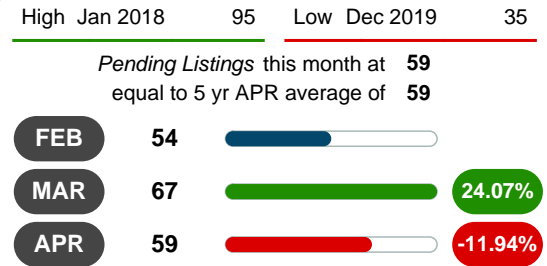 High Jan 2018 95 Low Dec 2019 35
Pending Listings this month at 59
equal to 5 yr APR average of 59
FEB 54
MAR 67 24.07%
APR 59 -11.94%